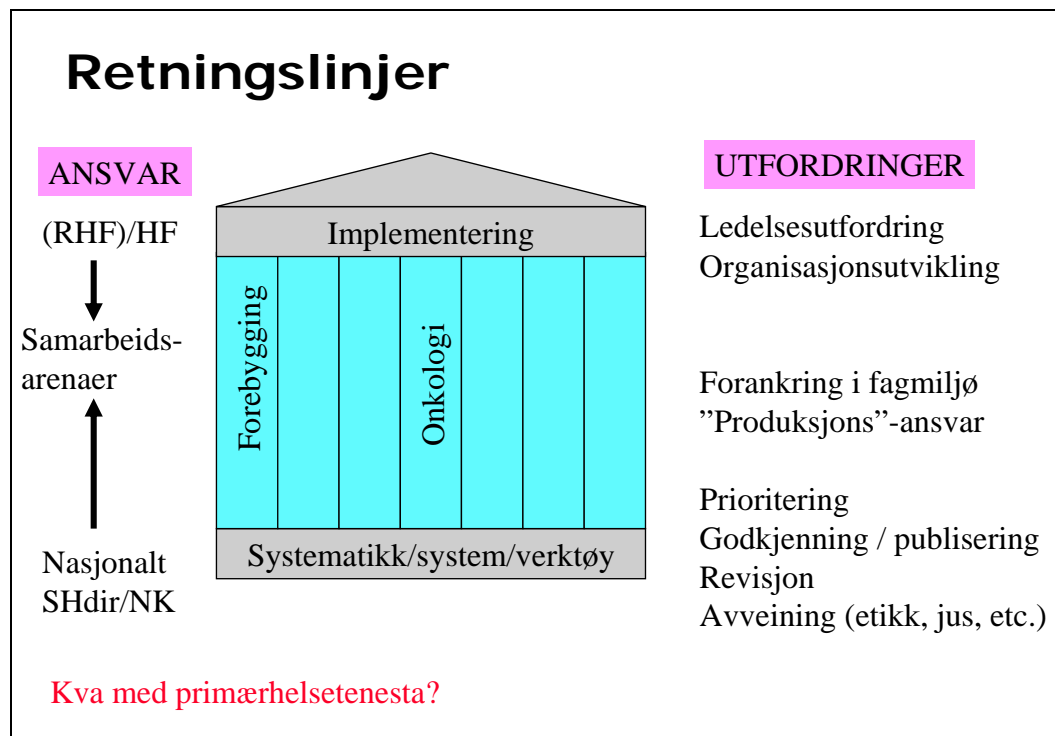 Retningslinjer
ANSVAR
(RHF)/HF
Samarbeids-
arenaer
Nasjonalt
SHdir/NK
Implementering
Forebygging
Onkologi
Systematikk/system/verktøy
UTFORDRINGER
Ledelsesutfordring
Organisasjonsutvikling
Forankring i fagmiljø
”Produksjons”-ansvar
Prioritering
Godkjenning / publisering
Revisjon
Avveining (etikk, jus, etc.)
Kva med primærhelsetenesta?